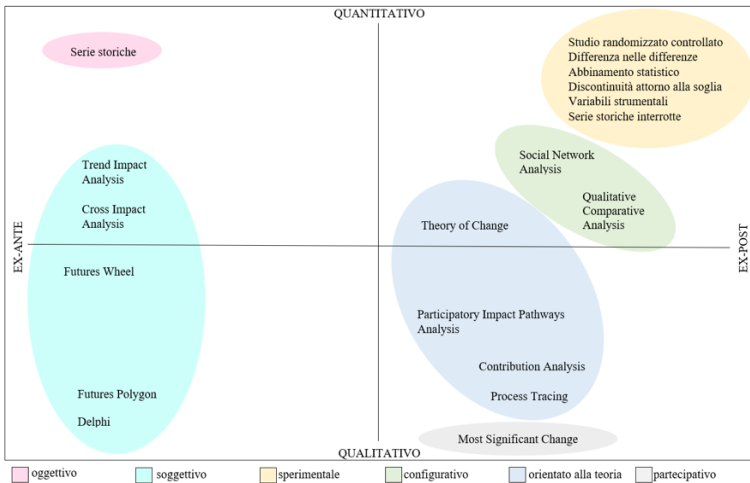 QUANTITATIVO
Serie storiche
Studio randomizzato controllato
Differenza nelle differenze
Abbinamento statistico
Discontinuità attorno alla soglia
Variabili strumentali
Serie storiche interrotte
Trend Impact
Analysis
Social Network
Analysis
Cross Impact
Analysis
Qualitative
Comparative
Analysis
Theory of Change
EX-ANTE
EX-POST
Futures Wheel
Participatory Impact Pathways
Analysis
Contribution Analysis
Futures Polygon
Process Tracing
Delphi
Most Significant Change
QUALITATIVO
oggettivo
soggettivo
sperimentale
configurativo
orientato alla teoria
partecipativo